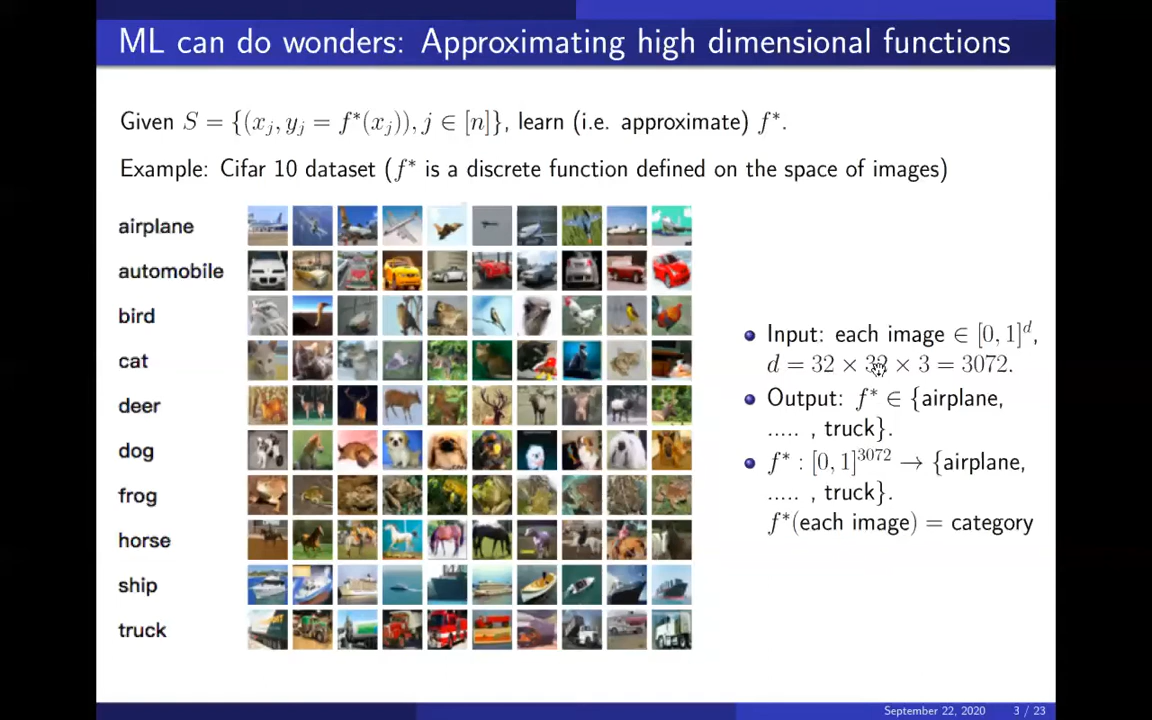 ML can do wonders: Approximating high dimensional functions
Given S = {(x_j, y_j = f*(x_j)), j ∈ [n]}, learn (i.e. approximate) f*.
Example: Cifar 10 dataset (f* is a discrete function defined on the space of images)
airplane
automobile
bird
cat
deer
dog
frog
horse
ship
truck
Input: each image ∈ [0, 1]^d,
d = 32 × 32 × 3 = 3072.
Output: f* ∈ {airplane,
..... , truck}.
f* : [0, 1]^3072 → {airplane,
..... , truck}.
f*(each image) = category
September 22, 2020 3 / 23